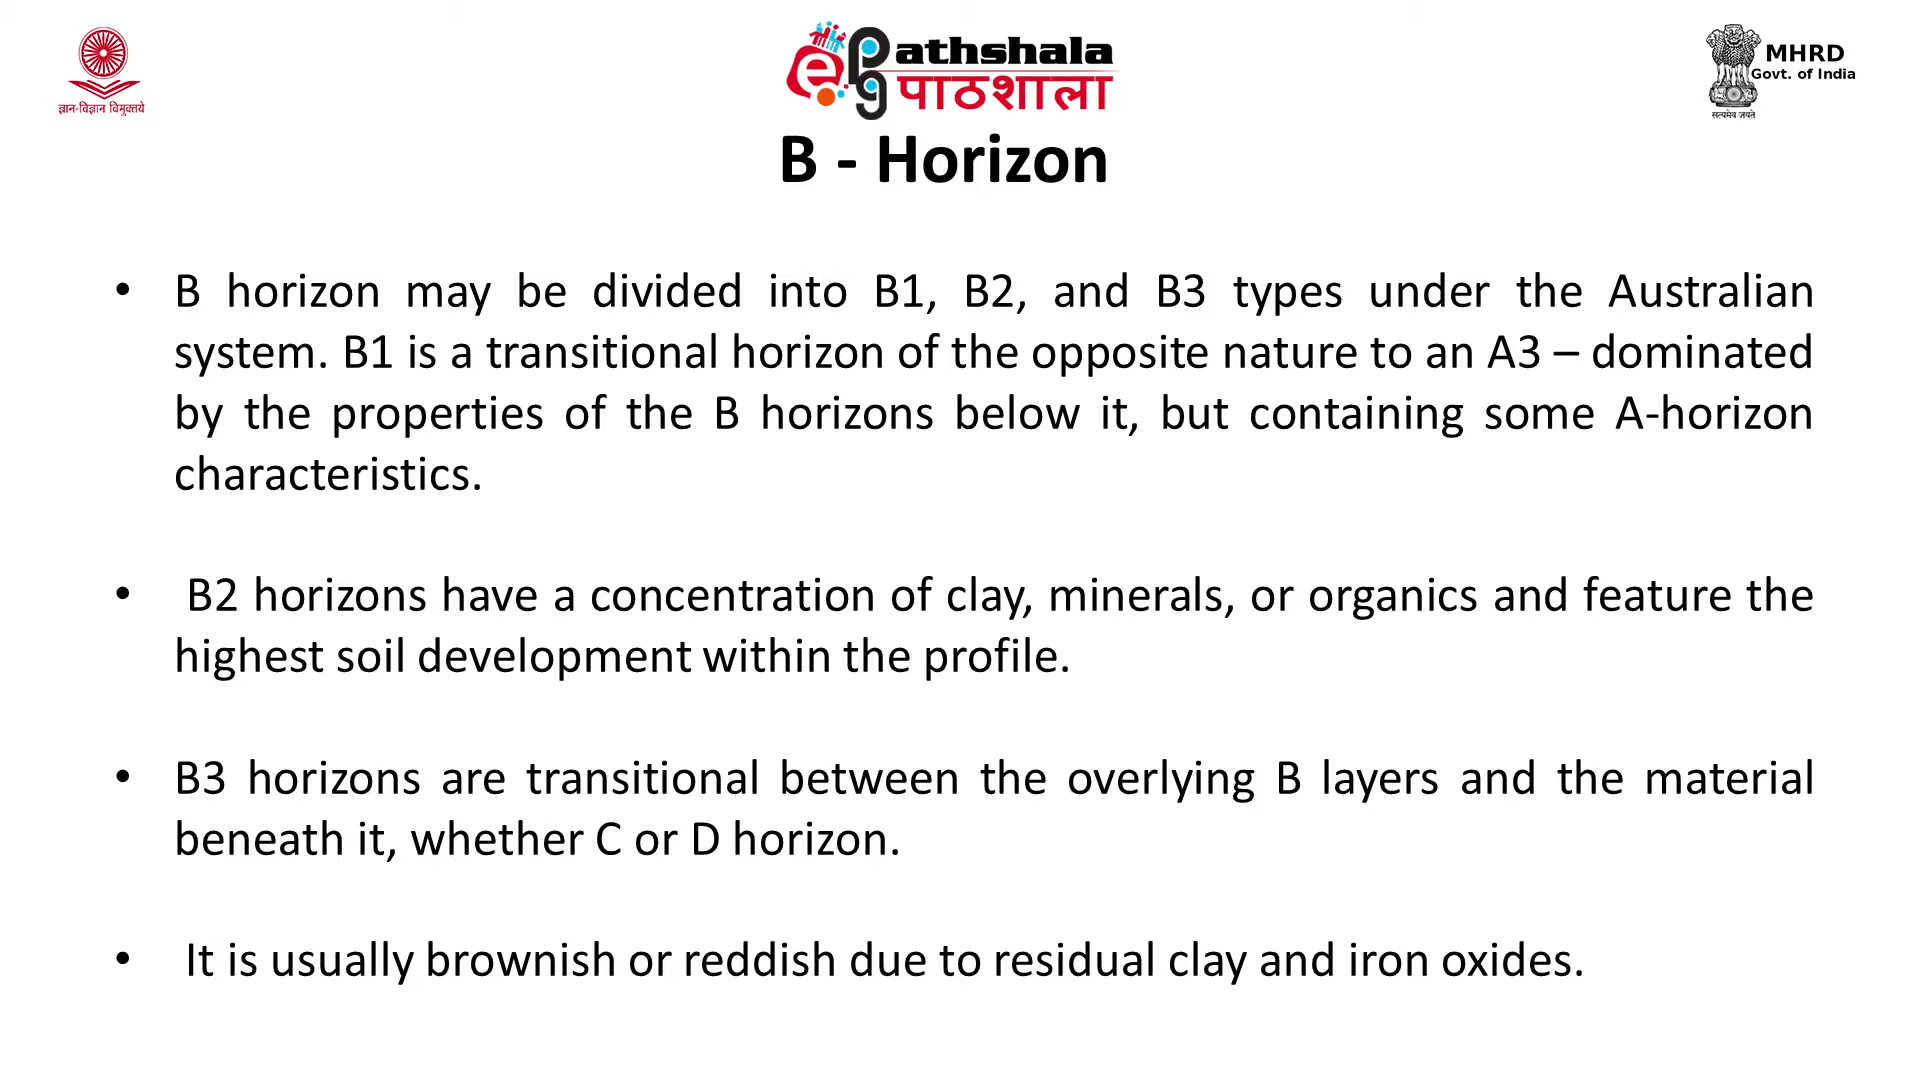 ज्ञान-विज्ञान विमुक्तये
ePg Pathshala
पाठशाला
MHRD
Govt. of India
सत्यमेव जयते
B - Horizon
• B horizon may be divided into B1, B2, and B3 types under the Australian
system. B1 is a transitional horizon of the opposite nature to an A3 – dominated
by the properties of the B horizons below it, but containing some A-horizon
characteristics.
• B2 horizons have a concentration of clay, minerals, or organics and feature the
highest soil development within the profile.
• B3 horizons are transitional between the overlying B layers and the material
beneath it, whether C or D horizon.
• It is usually brownish or reddish due to residual clay and iron oxides.